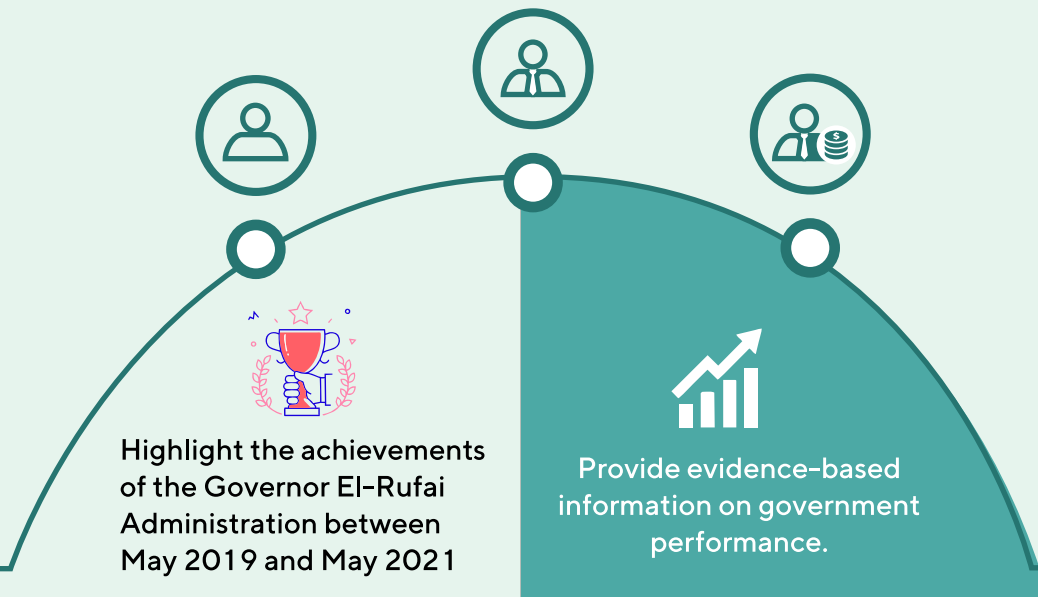 Highlight the achievements
of the Governor El-Rufai
Administration between
May 2019 and May 2021
$
Provide evidence-based
information on government
performance.